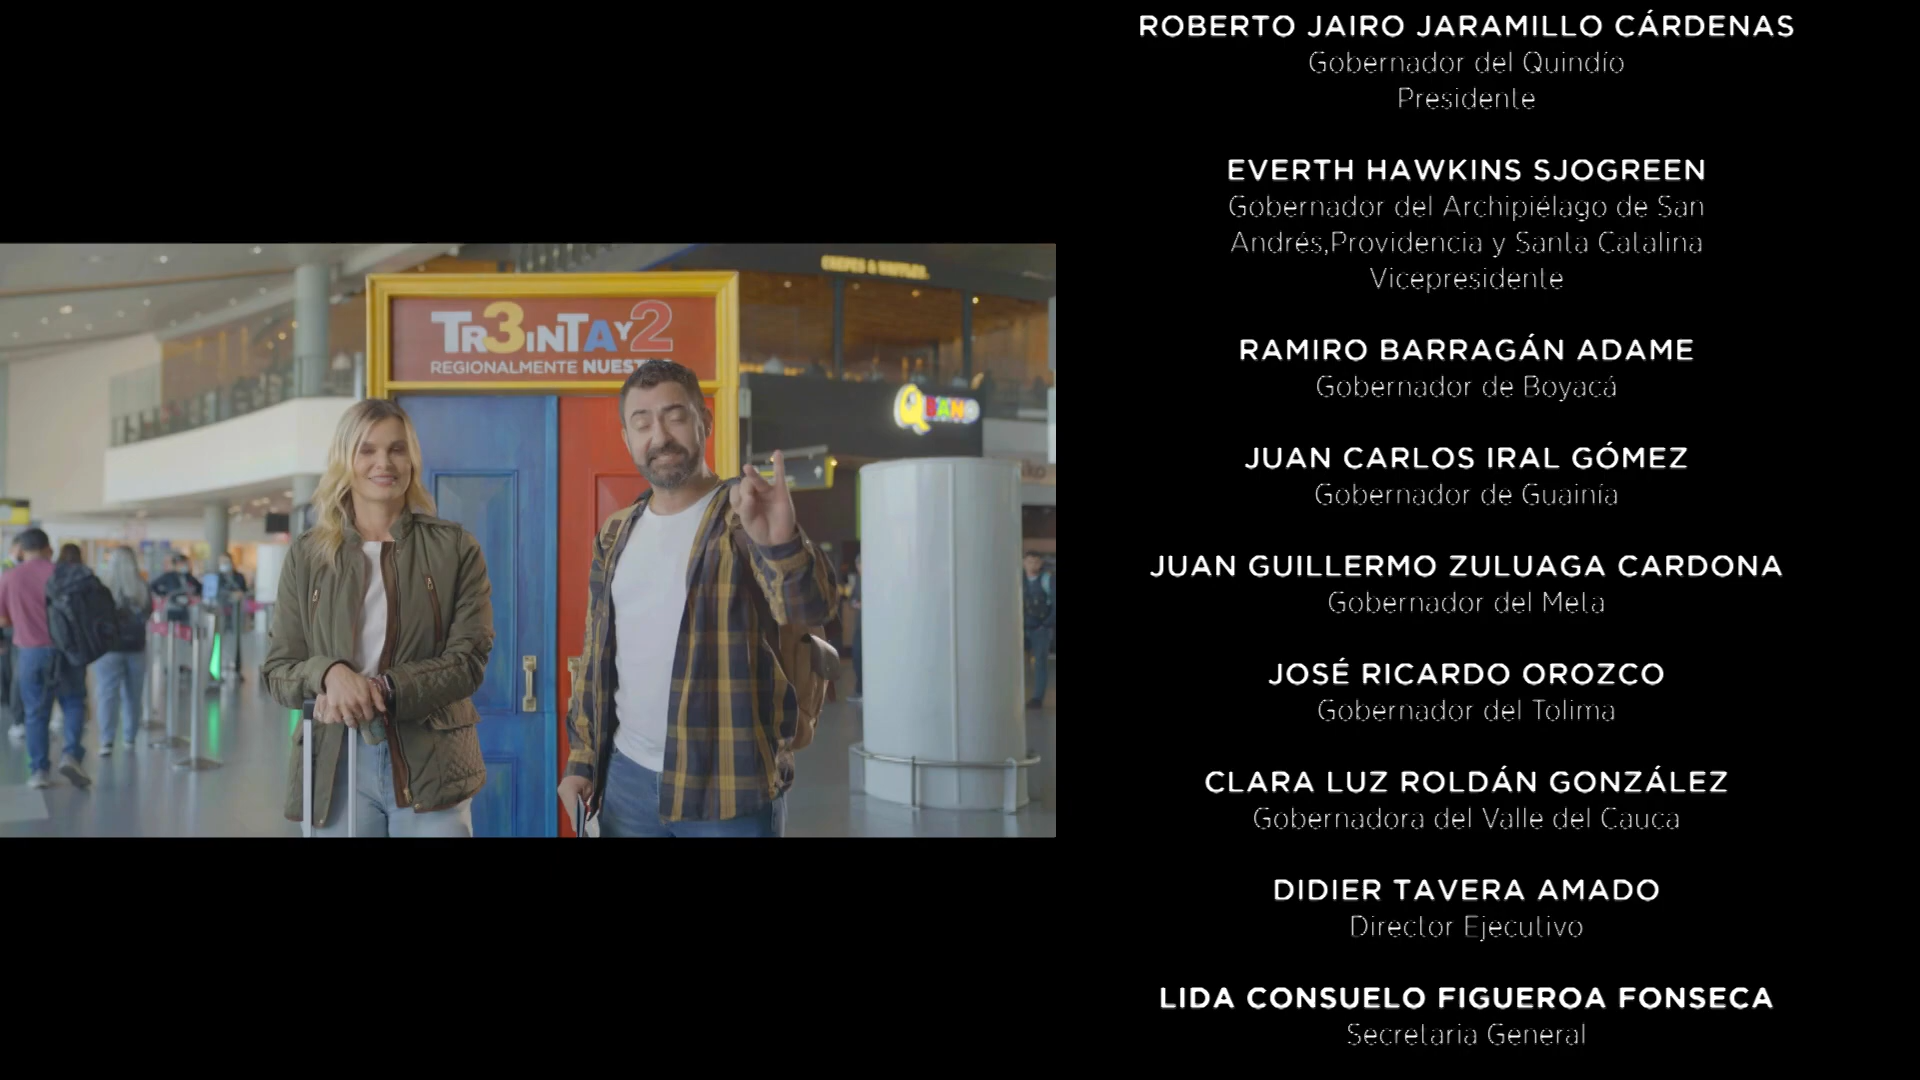 CREPES & WAFFLES
TR3INTAY2
REGIONALMENTE
QBANO
ROBERTO JAIRO JARAMILLO CÁRDENAS
Gobernador del Quindío
Presidente
EVERTH HAWKINS SJOGREEN
Gobernador del Archipiélago de San
Andrés,Providencia y Santa Catalina
Vicepresidente
RAMIRO BARRAGÁN ADAME
Gobernador de Boyacá
JUAN CARLOS IRAL GÓMEZ
Gobernador de Guainía
JUAN GUILLERMO ZULUAGA CARDONA
Gobernador del Meta
JOSÉ RICARDO OROZCO
Gobernador del Tolima
CLARA LUZ ROLDÁN GONZÁLEZ
Gobernadora del Valle del Cauca
DIDIER TAVERA AMADO
Director Ejecutivo
LIDA CONSUELO FIGUEROA FONSECA
Secretaria General